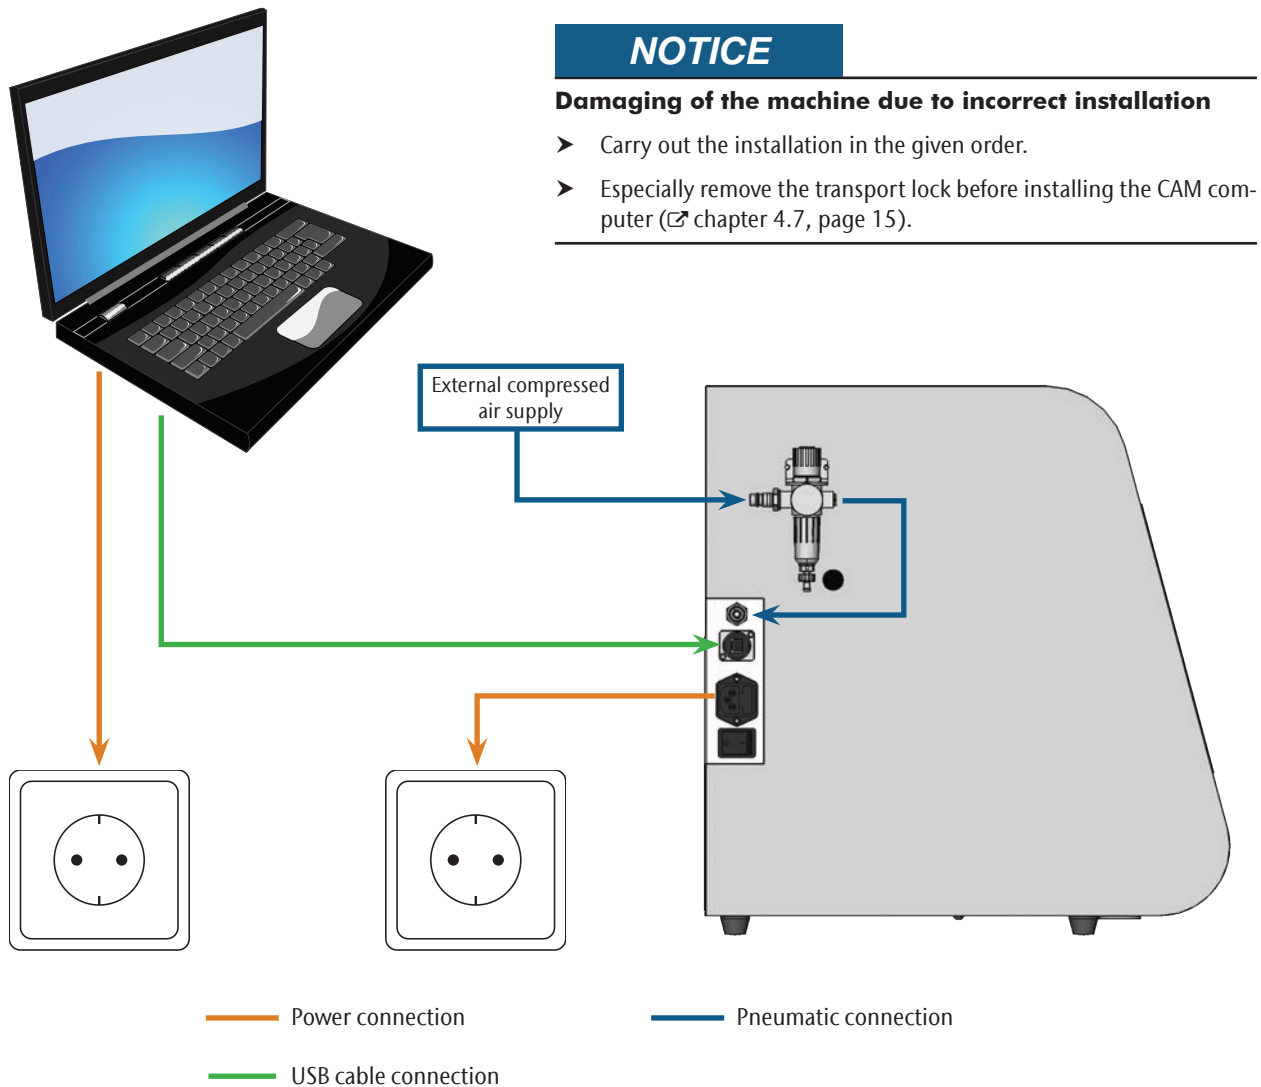 NOTICE
Damaging of the machine due to incorrect installation
➤ Carry out the installation in the given order.
➤ Especially remove the transport lock before installing the CAM com-
puter (☞ chapter 4.7, page 15).
External compressed
air supply
Power connection
Pneumatic connection
USB cable connection